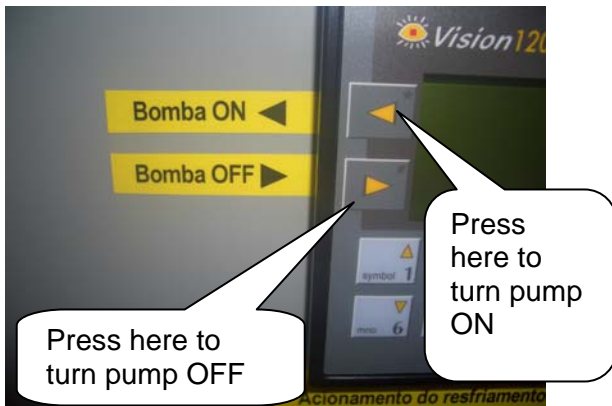 Vision120
Bomba ON
Bomba OFF
Press
here to
turn pump
ON
symbol 1
mno. 6
Press here to
turn pump OFF
Acionamento do resfriamento